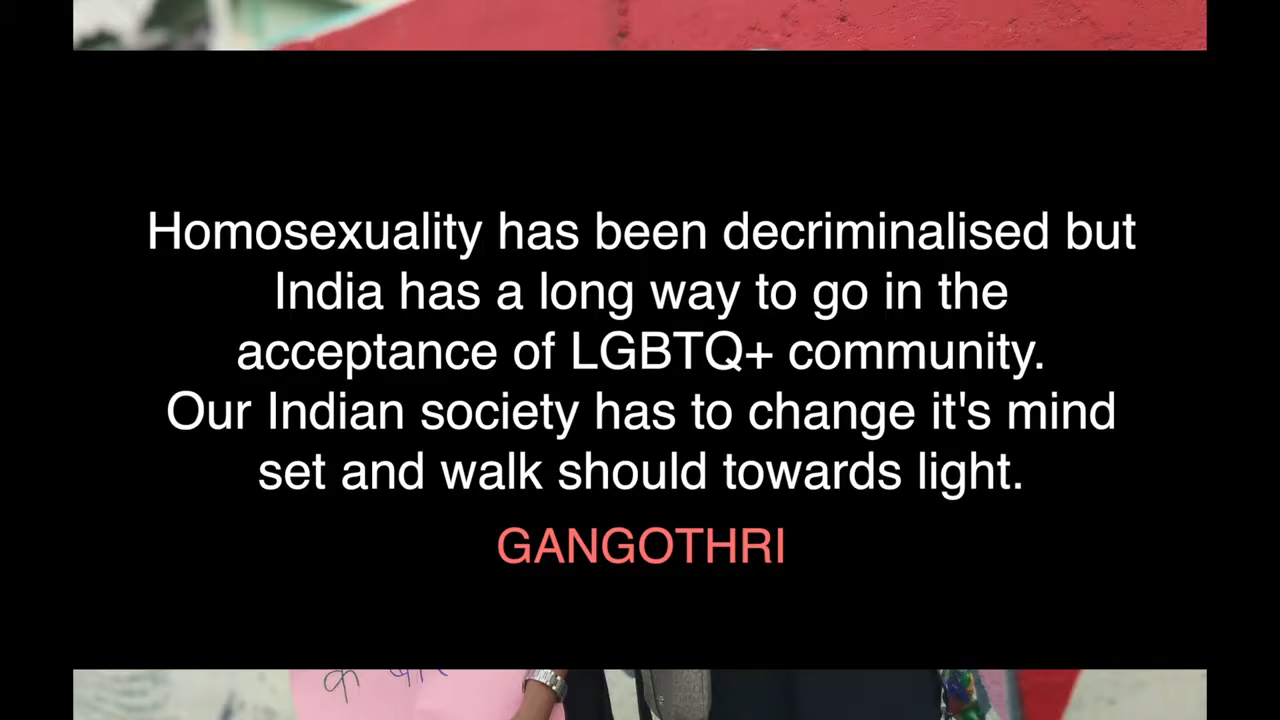 Homosexuality has been decriminalised but
India has a long way to go in the
acceptance of LGBTQ+ community.
Our Indian society has to change it's mind
set and walk should towards light.
GANGOTHRI